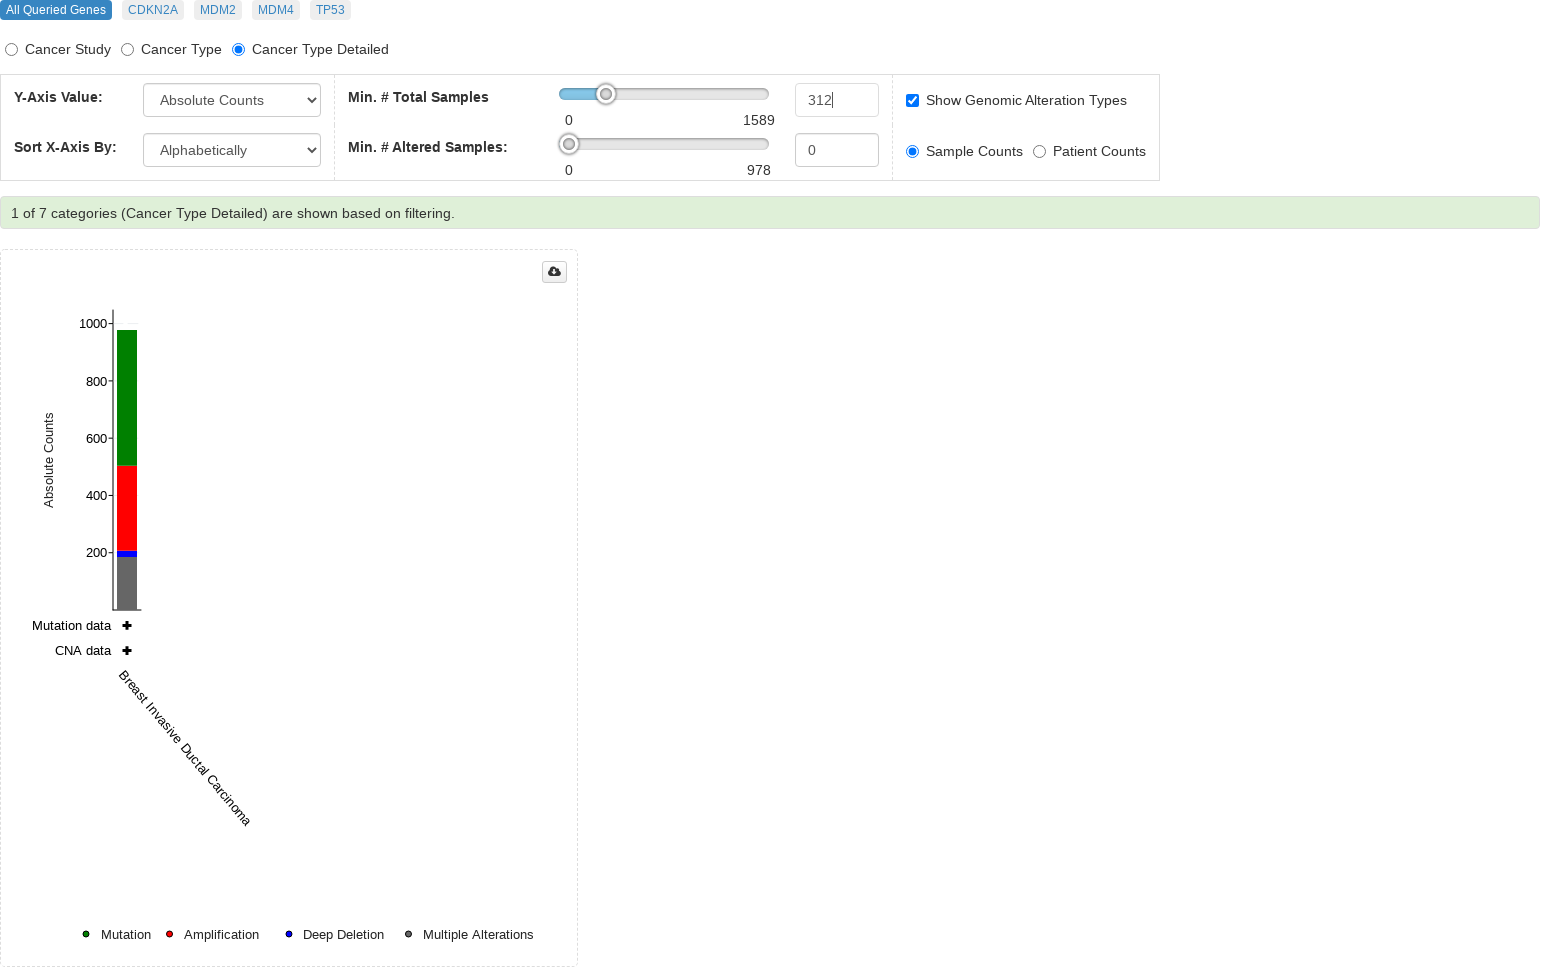 All Queried Genes CDKN2A MDM2 MDM4 TP53
Cancer Study Cancer Type Cancer Type Detailed
Y-Axis Value: Absolute Counts Min. # Total Samples 312 Show Genomic Alteration Types
0 1589
Sort X-Axis By: Alphabetically Min. # Altered Samples: 0 Sample Counts Patient Counts
0 978
1 of 7 categories (Cancer Type Detailed) are shown based on filtering.
1000
800
600
400
200
Absolute Counts
Mutation data
CNA data
Breast Invasive Ductal Carcinoma
Mutation Amplification Deep Deletion Multiple Alterations